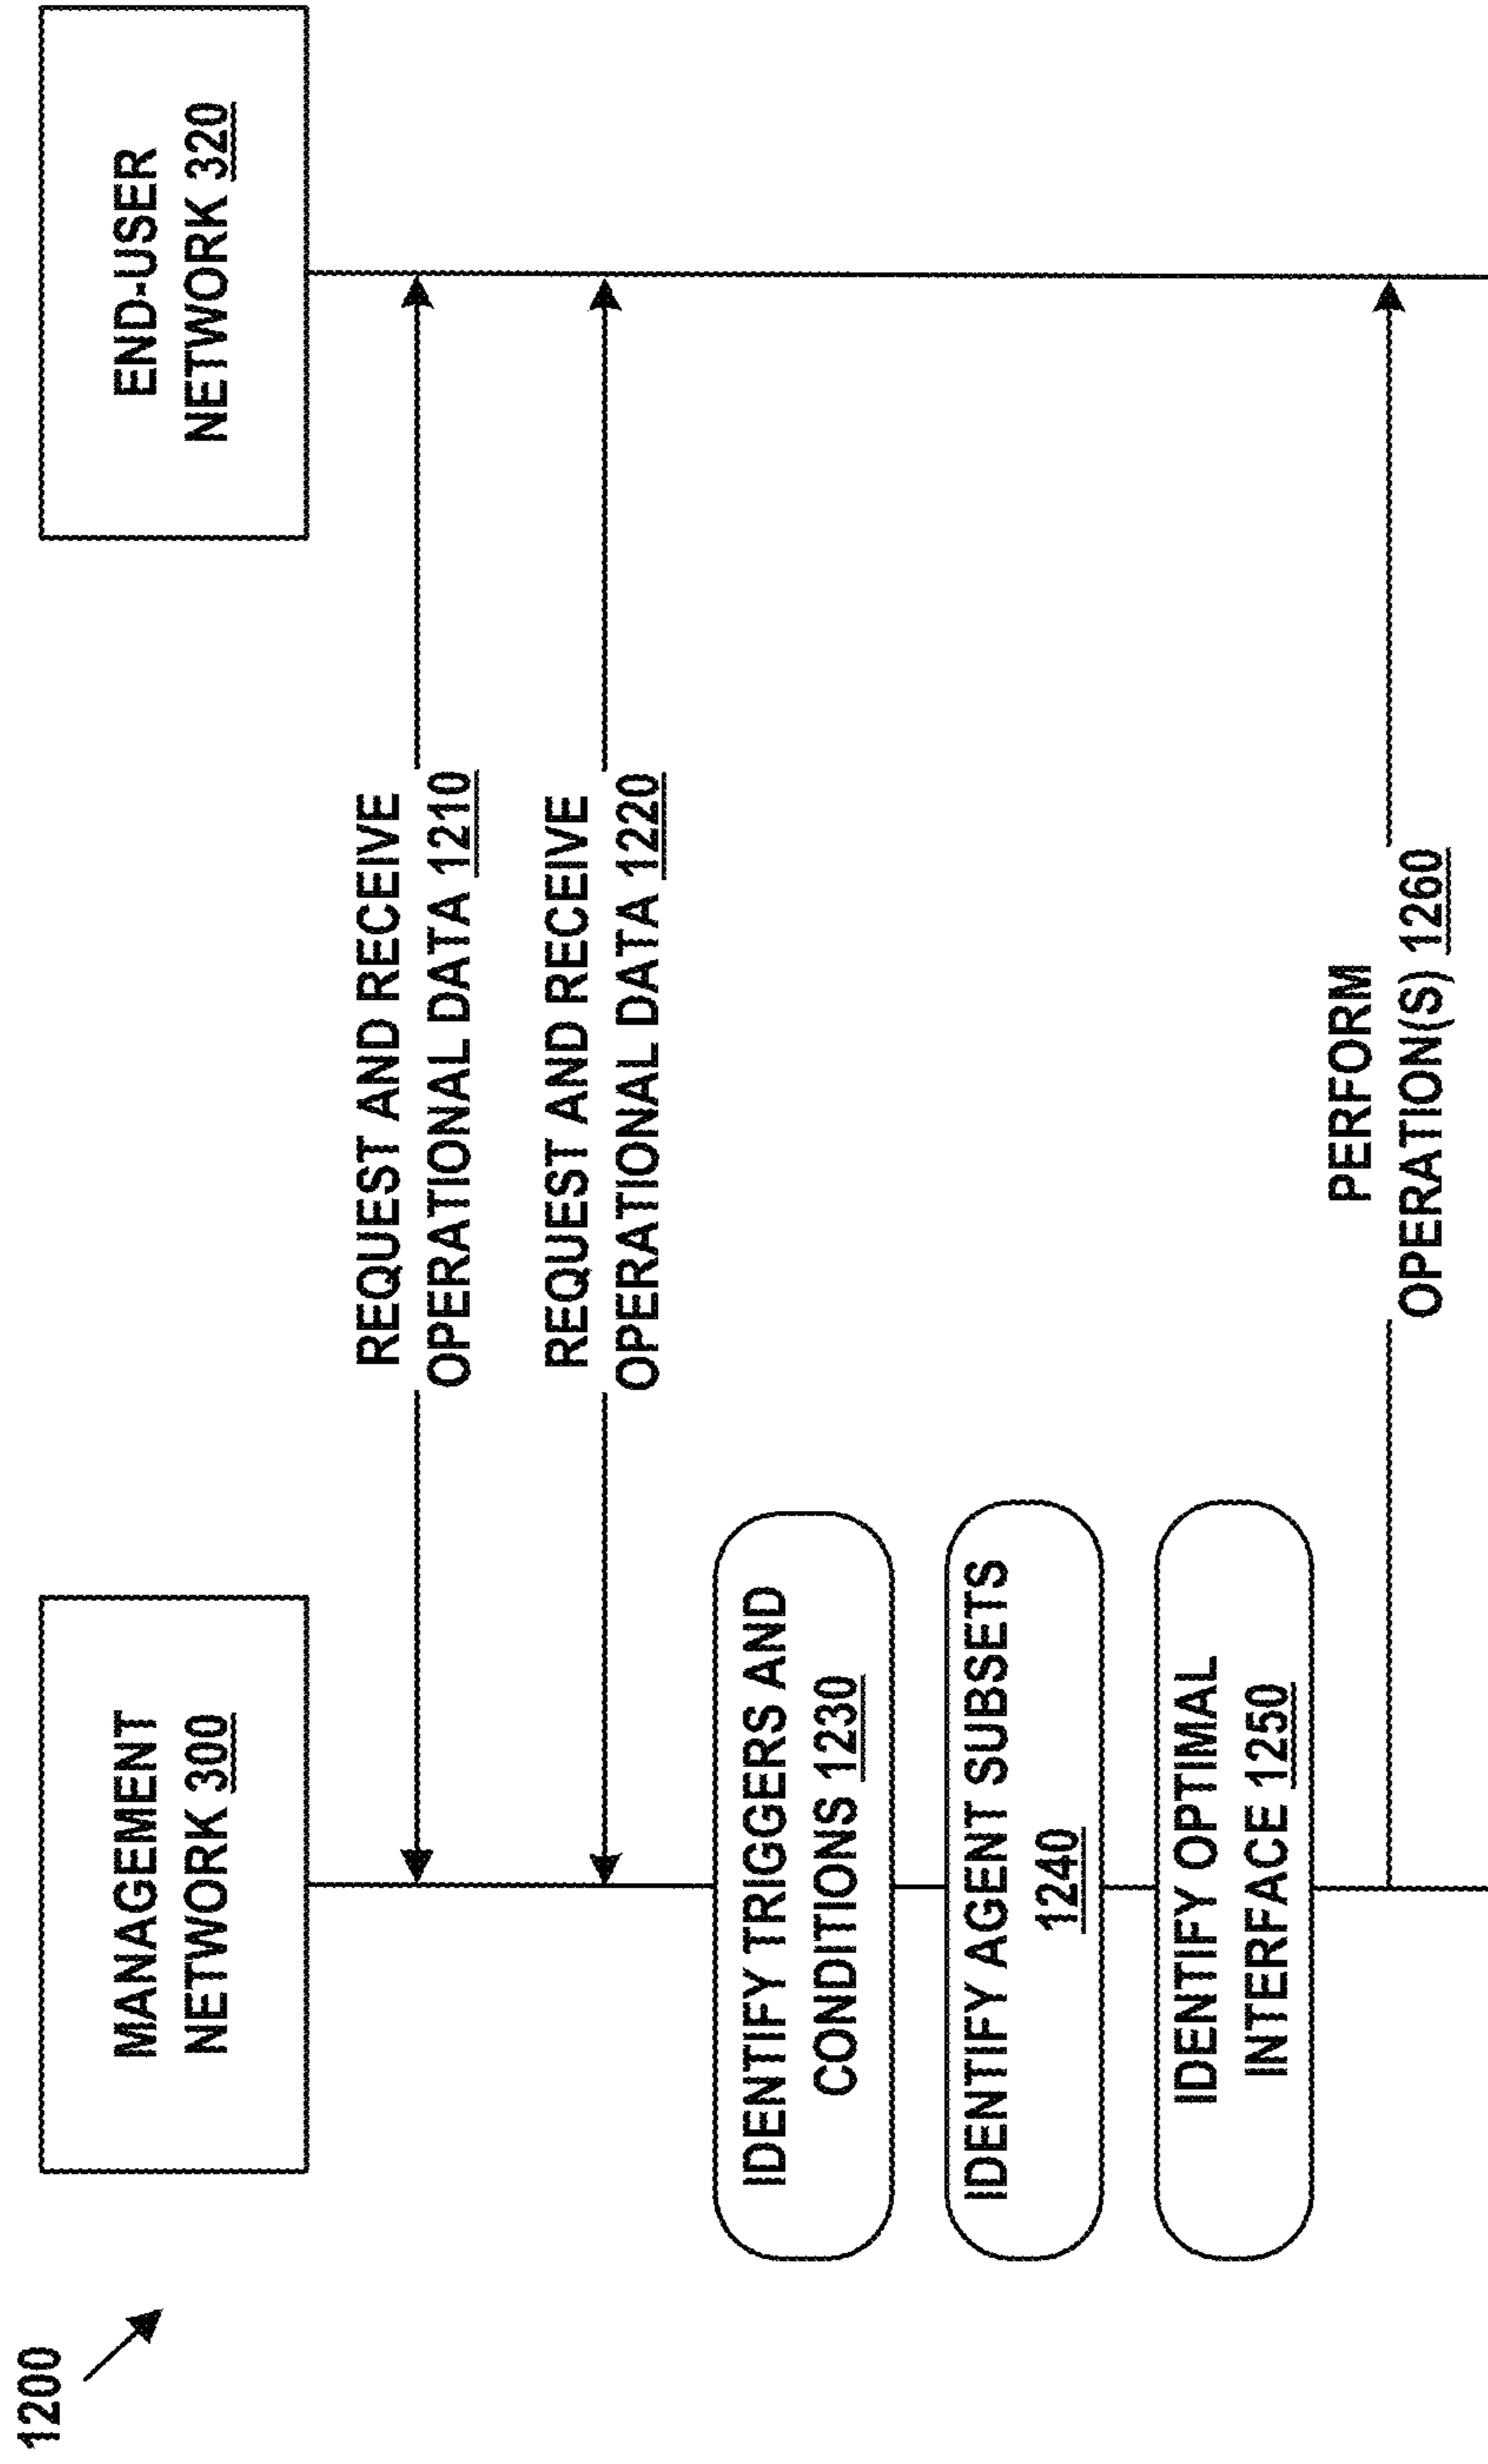 1200
MANAGEMENT
NETWORK 300
END-USER
NETWORK 320
REQUEST AND RECEIVE
OPERATIONAL DATA 1210
REQUEST AND RECEIVE
OPERATIONAL DATA 1220
IDENTIFY TRIGGERS AND
CONDITIONS 1230
IDENTIFY AGENT SUBSETS
1240
IDENTIFY OPTIMAL
INTERFACE 1250
PERFORM
OPERATION(S) 1260